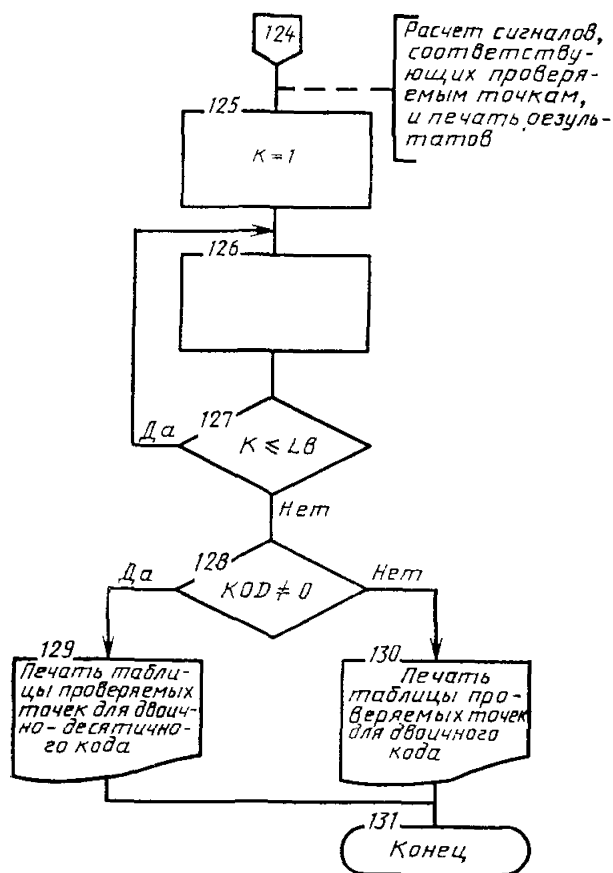 124
Расчет сигналов,
соответству-
ющих проверя-
емым точкам,
и печать резуль-
татов
125
K=1
126
127
Да
K ≤ LB
Нет
128
Да
KOD ≠ 0
Нет
129
Печать табли-
цы проверяемых
точек для двоич-
но-десятично-
го кода
130
Печать
таблицы про-
веряемых точек
для двоичного
кода
131
Конец